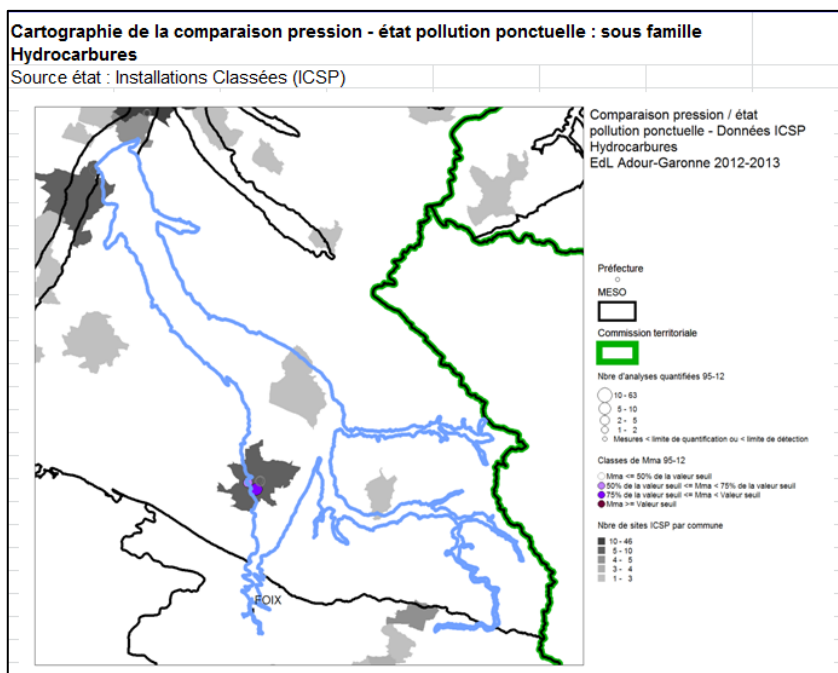 Cartographie de la comparaison pression - état pollution ponctuelle : sous famille
Hydrocarbures
Source état : Installations Classées (ICSP)
Comparaison pression / état
pollution ponctuelle - Données ICSP
Hydrocarbures
EdL Adour-Garonne 2012-2013
Préfecture
MESO
Commission territoriale
Nbre d'analyses quantifiées 95-12
10 - 63
5 - 10
2 - 5
1 - 2
Mesures < limite de quantification ou < limite de détection
Classes de Mma 95-12
Mma <= 50% de la valeur seuil
50% de la valeur seuil <= Mma < 75% de la valeur seuil
75% de la valeur seuil <= Mma < Valeur seuil
Mma >= Valeur seuil
Nbre de sites ICSP par commune
10 - 46
5 - 10
4 - 5
3 - 4
1 - 3
FOIX